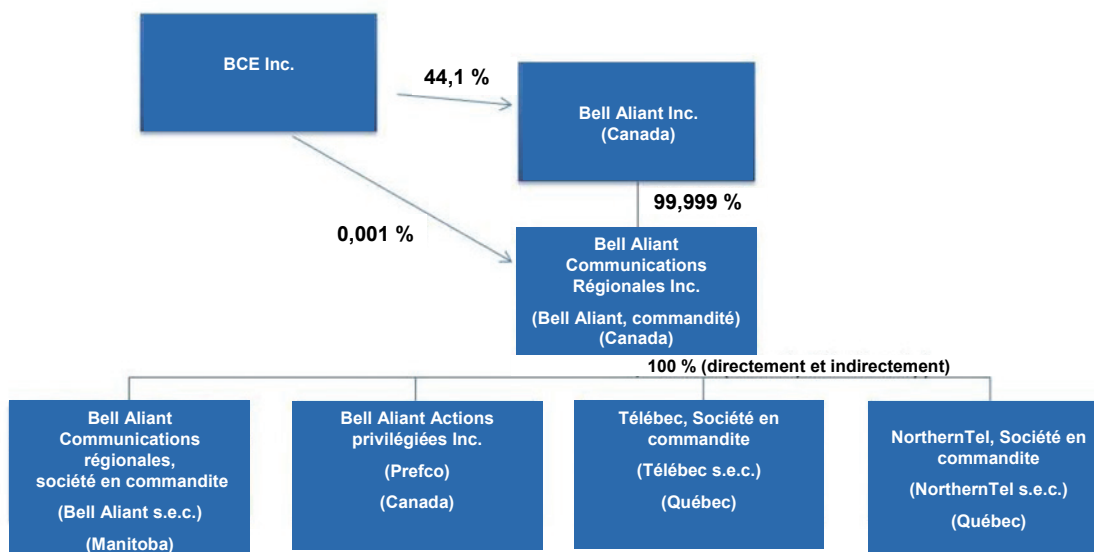 BCE Inc.
44,1 %
Bell Aliant Inc.
(Canada)
99,999 %
0,001 %
Bell Aliant
Communications
Régionales Inc.
(Bell Aliant, commandité)
(Canada)
100 % (directement et indirectement)
Bell Aliant
Communications
régionales,
société en commandite
(Bell Aliant s.e.c.)
(Manitoba)
Bell Aliant Actions
privilégiées Inc.
(Prefco)
(Canada)
Télébec, Société en
commandite
(Télébec s.e.c.)
(Québec)
NorthernTel, Société en
commandite
(NorthernTel s.e.c.)
(Québec)